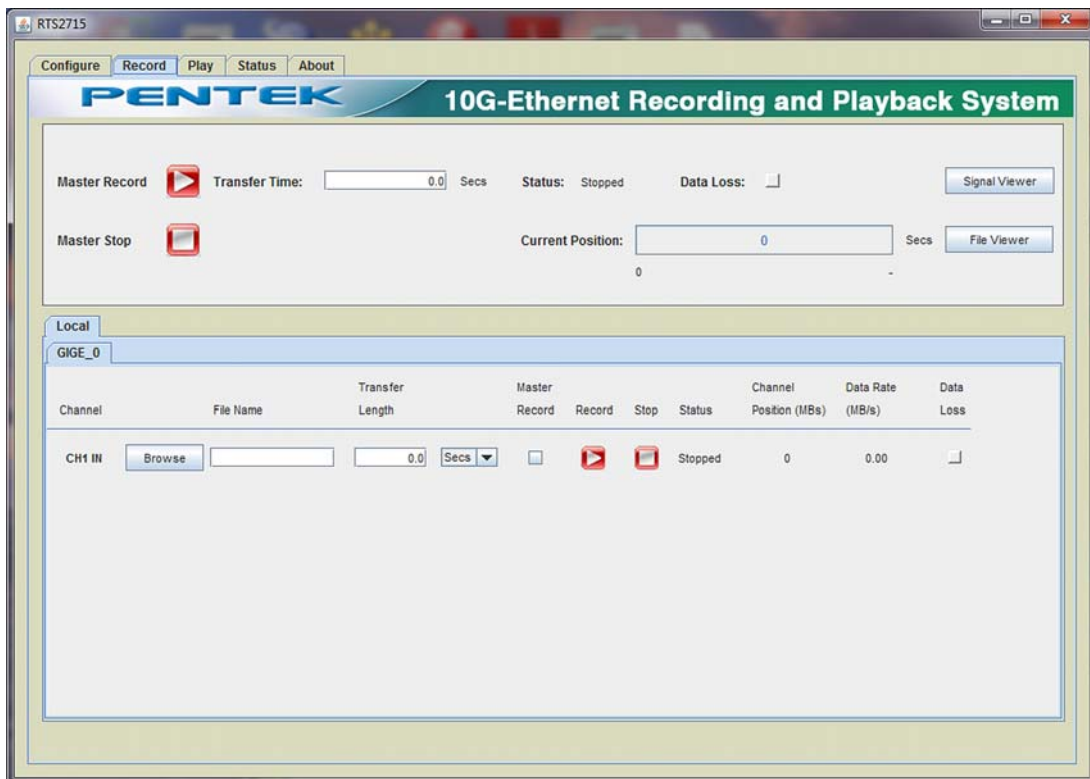 RTS2715
Configure Record Play Status About
PENTEK 10G-Ethernet Recording and Playback System
Master Record Transfer Time: 0.0 Secs Status: Stopped Data Loss: Signal Viewer
Master Stop Current Position: 0 Secs File Viewer
0 -
Local
GIGE_0
Transfer Master Channel Data Rate Data
Channel File Name Length Record Record Stop Status Position (MBs) (MB/s) Loss
CH1 IN Browse 0.0 Secs Stopped 0 0.00